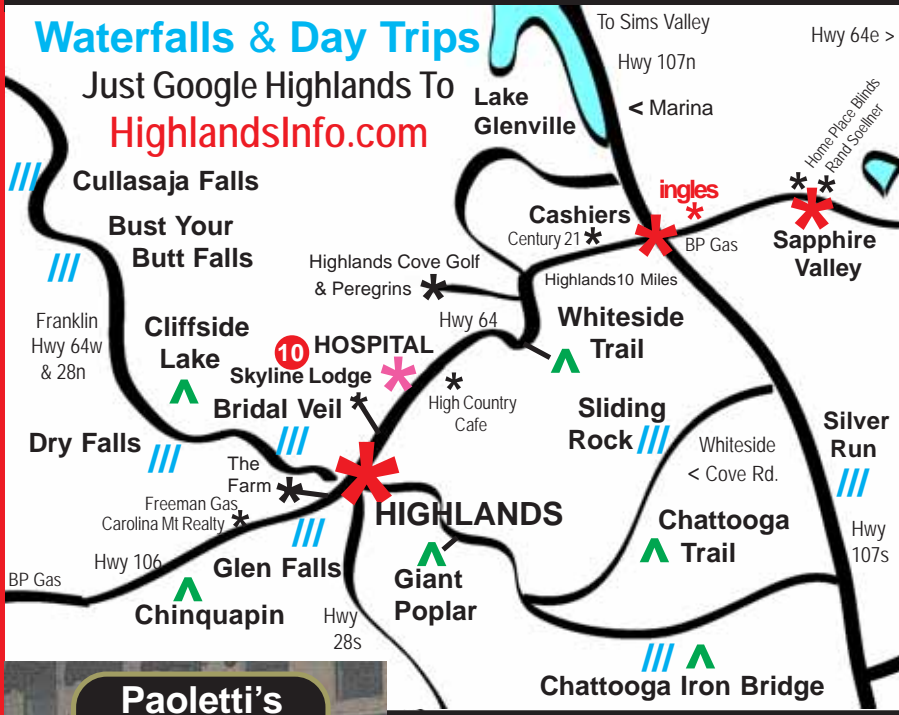 Waterfalls & Day Trips
Just Google Highlands To
HighlandsInfo.com
To Sims Valley
Hwy 107n
Hwy 64e >
Lake
Glenville
< Marina
Home Place Blinds
Rand Soellner
Cullasaja Falls
Bust Your
Butt Falls
ingles
Cashiers
Century 21
BP Gas
Sapphire
Valley
Highlands Cove Golf
& Peregrins
Highlands10 Miles
Hwy 64
Whiteside
Trail
Franklin
Hwy 64w
& 28n
Cliffside
Lake
10
HOSPITAL
Skyline Lodge
Bridal Veil
High Country
Cafe
Sliding
Rock
Whiteside
< Cove Rd.
Silver
Run
Dry Falls
The
Farm
Freeman Gas
Carolina Mt Realty
HIGHLANDS
Chattooga
Trail
Hwy
107s
Hwy 106
BP Gas
Glen Falls
Giant
Poplar
Chinquapin
Hwy
28s
Chattooga Iron Bridge
Paoletti's